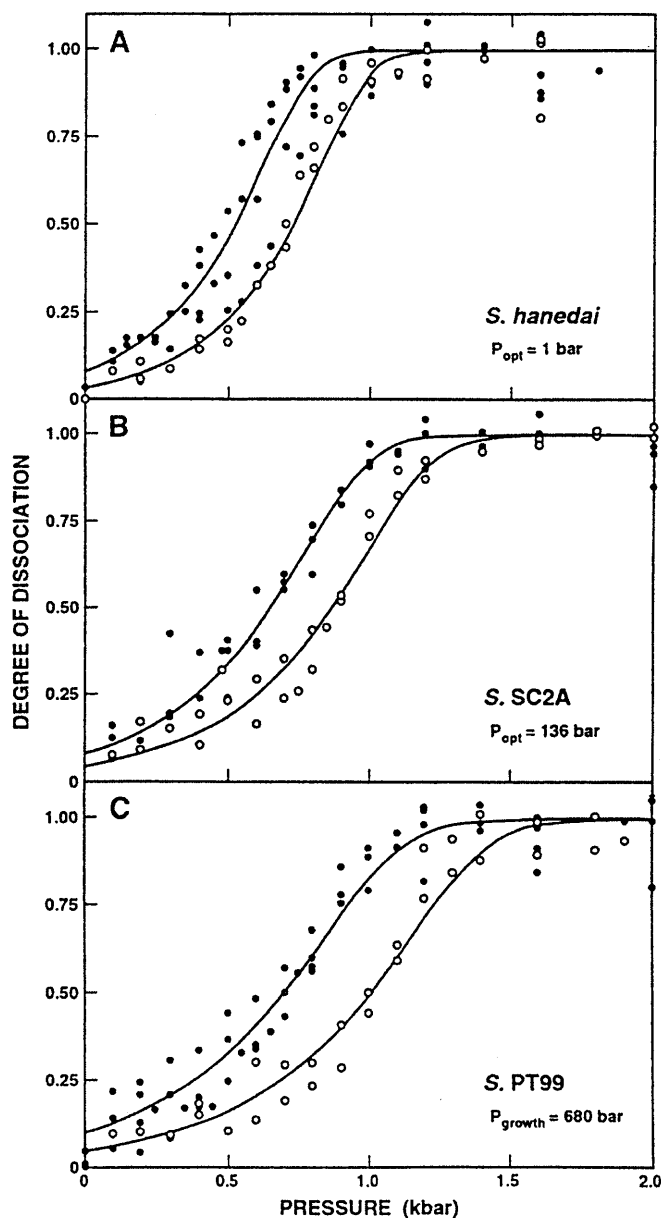 A
1.00
0.75
0.50
0.25
0
S. hanedai
Popt = 1 bar
B
1.00
0.75
0.50
0.25
0
S. SC2A
Popt = 136 bar
C
1.00
0.75
0.50
0.25
0
S. PT99
Pgrowth = 680 bar
0 0.5 1.0 1.5 2.0
PRESSURE (kbar)
DEGREE OF DISSOCIATION